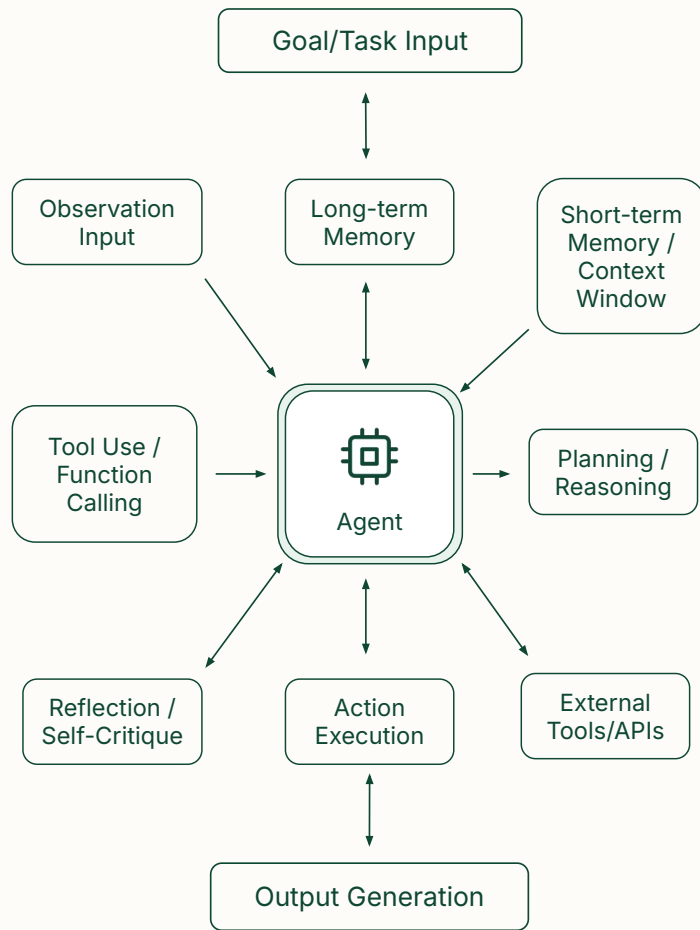 Goal/Task Input
Observation
Input
Long-term
Memory
Short-term
Memory /
Context
Window
Tool Use /
Function
Calling
Agent
Planning /
Reasoning
Reflection /
Self-Critique
Action
Execution
External
Tools/APIs
Output Generation